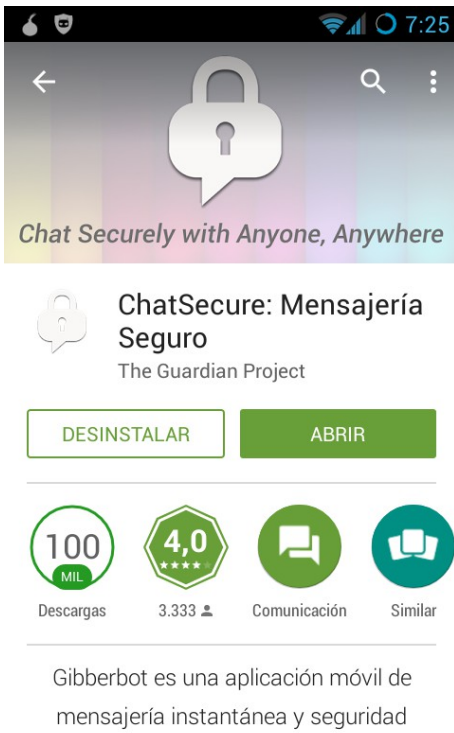 7:25
Chat Securely with Anyone, Anywhere
ChatSecure: Mensajería
Seguro
The Guardian Project
DESINSTALAR ABRIR
100 4,0
MIL
Descargas 3.333 Comunicación Similar
Gibberbot es una aplicación móvil de
mensajería instantánea y seguridad